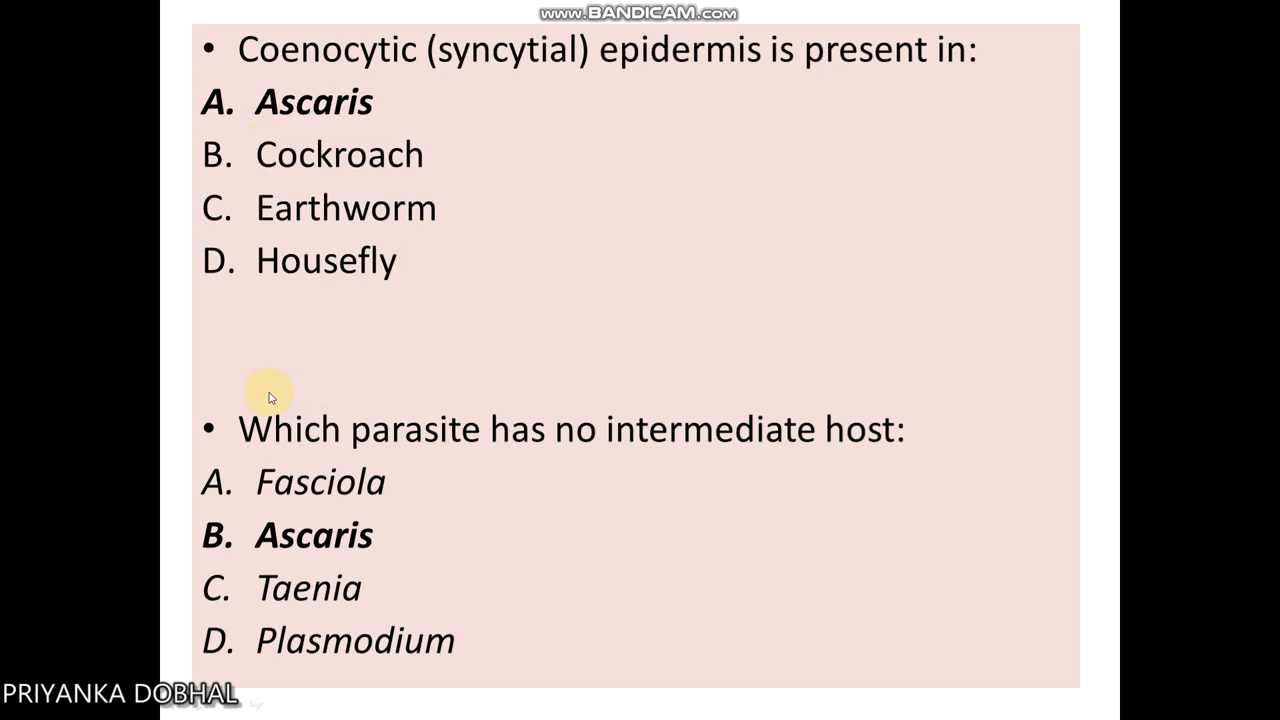 www.BANDICAM.com
• Coenocytic (syncytial) epidermis is present in:
A. Ascaris
B. Cockroach
C. Earthworm
D. Housefly
• Which parasite has no intermediate host:
A. Fasciola
B. Ascaris
C. Taenia
D. Plasmodium
PRIYANKA DOBHAL